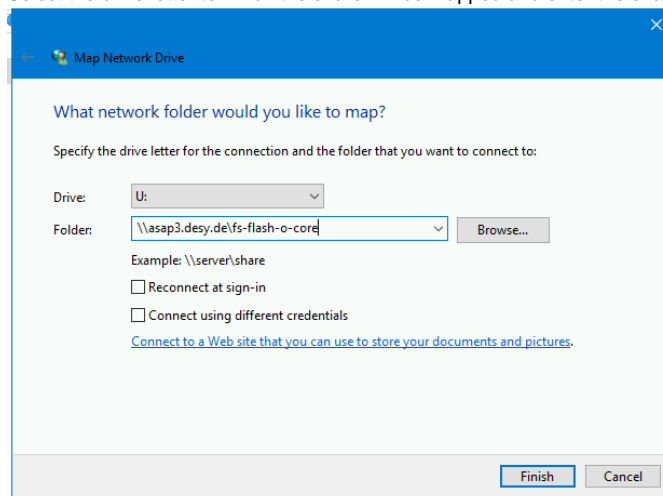 Map Network Drive
What network folder would you like to map?
Specify the drive letter for the connection and the folder that you want to connect to:
Drive: U:
Folder: \\asap3.desy.de\fs-flash-o-core Browse...
Example: \\server\share
Reconnect at sign-in
Connect using different credentials
Connect to a Web site that you can use to store your documents and pictures.
Finish Cancel